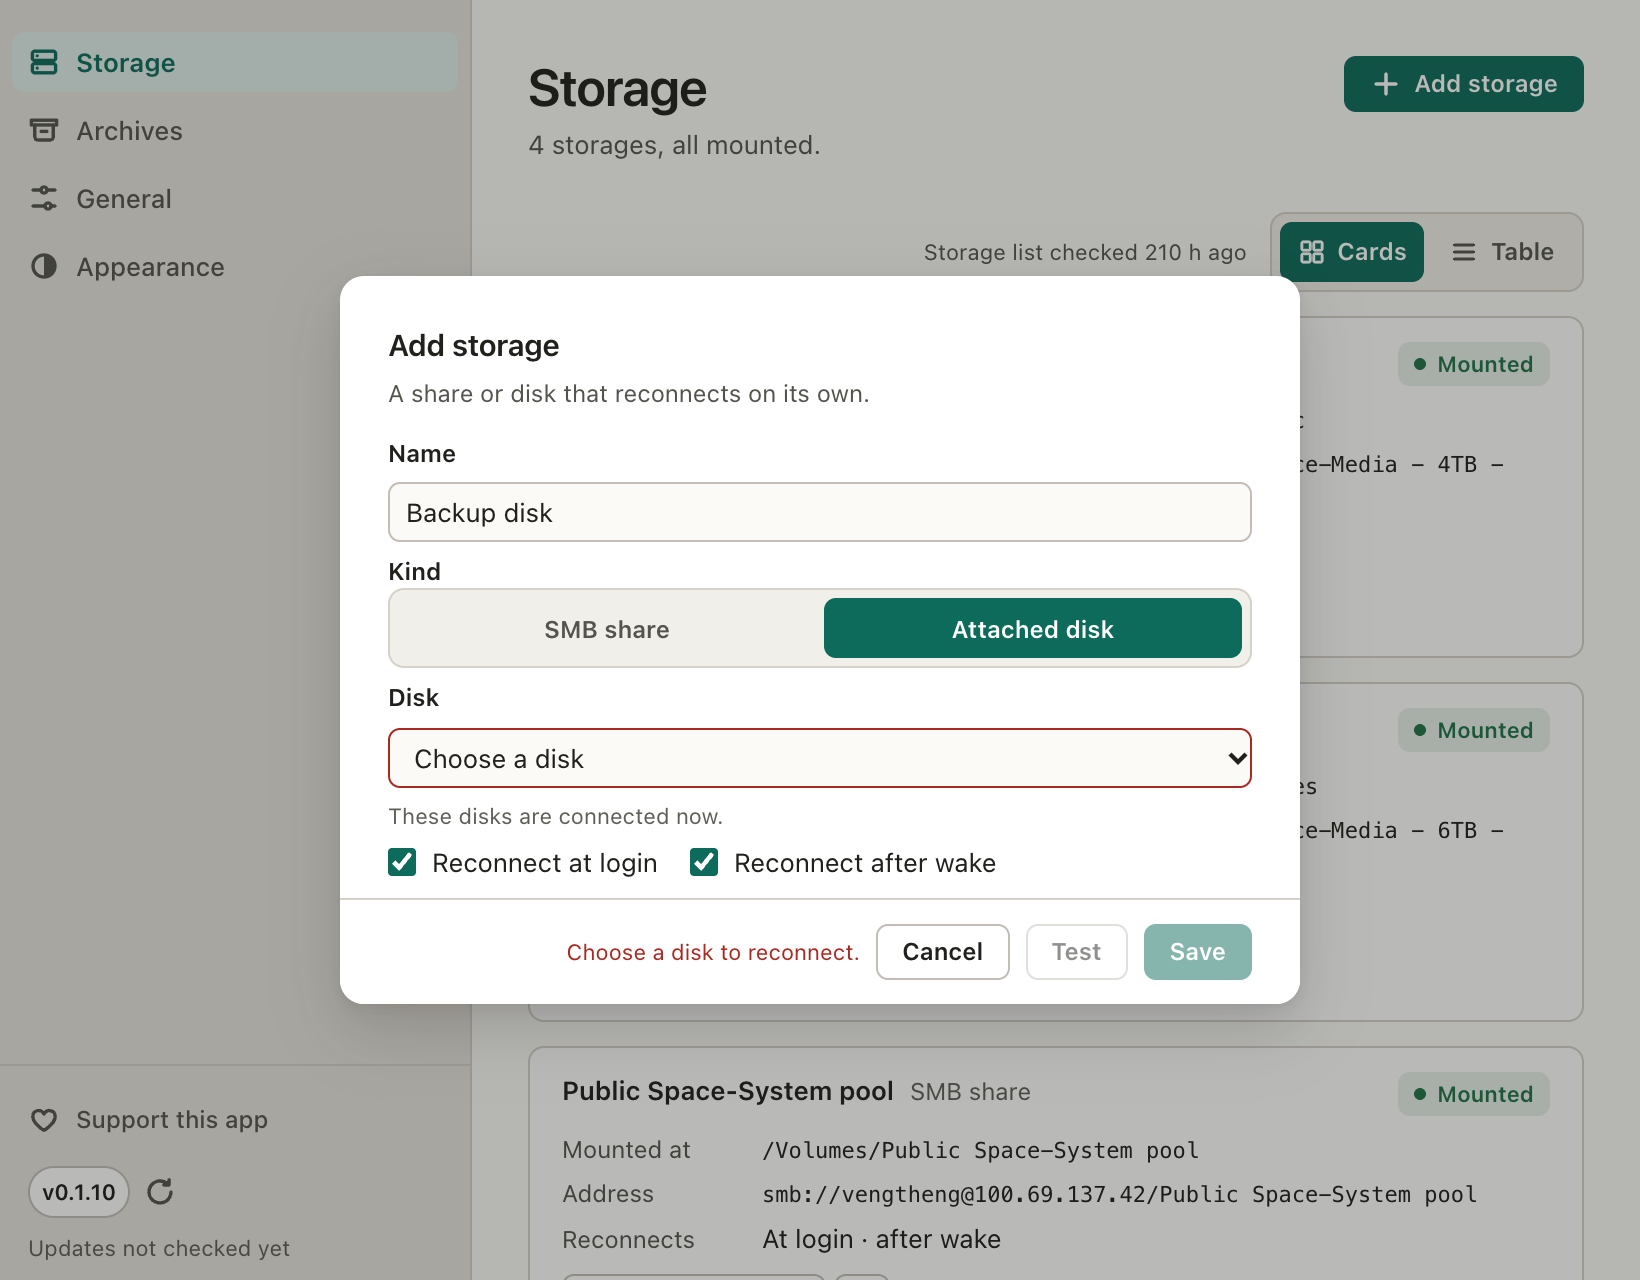 Storage
Archives
General
Appearance
Support this app
v0.1.10
Updates not checked yet
Storage
4 storages, all mounted.
Add storage
Storage list checked 210 h ago
Cards
Table
Mounted
-Media – 4TB –
Mounted
-Media – 6TB –
Add storage
A share or disk that reconnects on its own.
Name
Backup disk
Kind
SMB share
Attached disk
Disk
Choose a disk
These disks are connected now.
Reconnect at login
Reconnect after wake
Choose a disk to reconnect.
Cancel
Test
Save
Public Space-System pool SMB share
Mounted
Mounted at /Volumes/Public Space-System pool
Address smb://vengtheng@100.69.137.42/Public Space-System pool
Reconnects At login · after wake